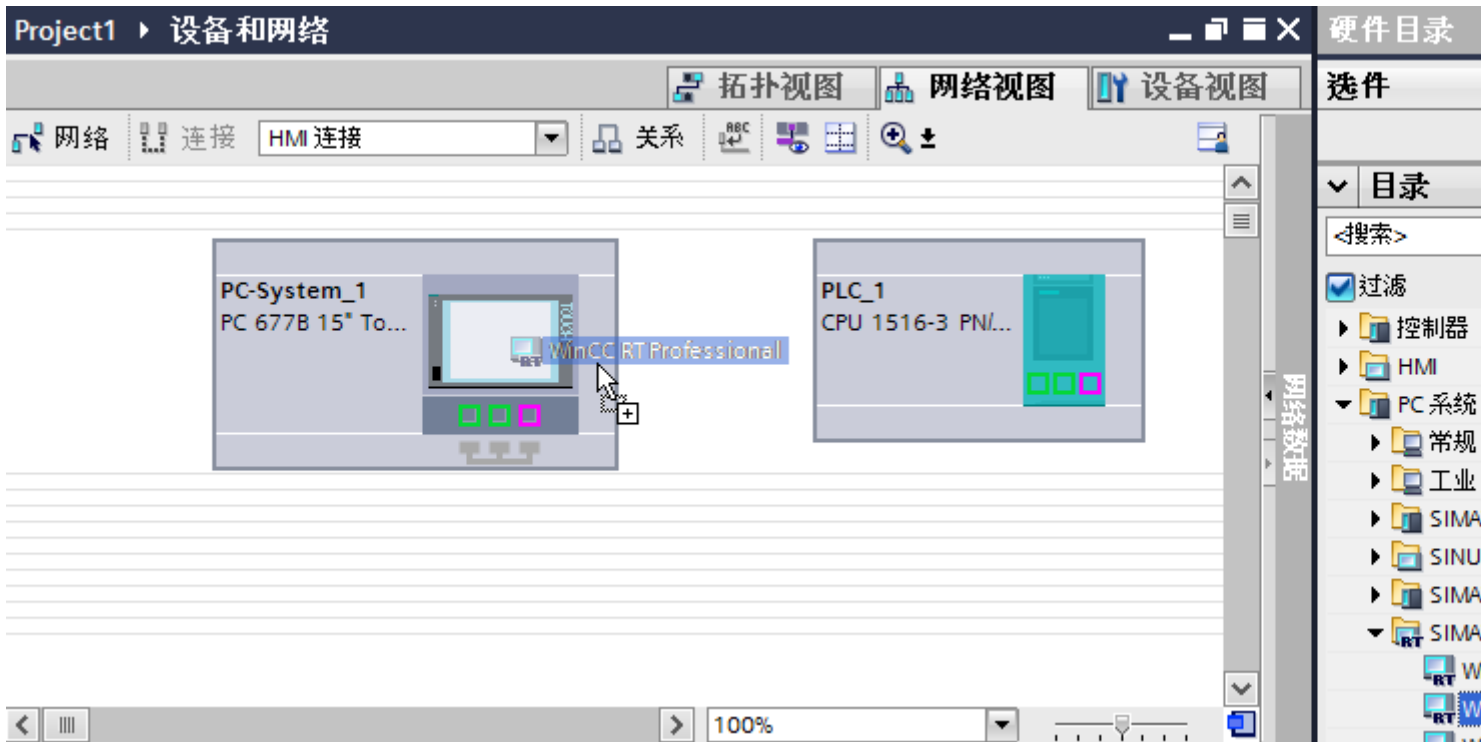 Project1 ▸ 设备和网络
硬件目录
拓扑视图 网络视图 设备视图
选件
网络 连接 HMI 连接 关系
目录
<搜索>
过滤
PC-System_1
PC 677B 15" To...
TOUCH
WinCC RT Professional
PLC_1
CPU 1516-3 PN/...
控制器
HMI
PC 系统
常规
工业
SIMA
SINU
SIMA
SIMA
网络数据
100%